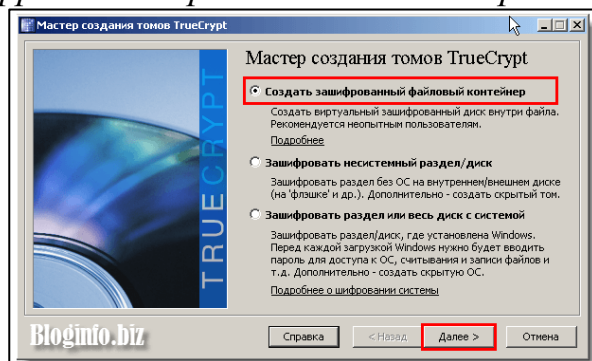 Мастер создания томов TrueCrypt
TRUECRYPT
Мастер создания томов TrueCrypt
Создать зашифрованный файловый контейнер
Создать виртуальный зашифрованный диск внутри файла.
Рекомендуется неопытным пользователям.
Подробнее
Зашифровать несистемный раздел/диск
Зашифровать раздел без ОС на внутреннем/внешнем диске
(на 'флэшке' и др.). Дополнительно - создать скрытый том.
Зашифровать раздел или весь диск с системой
Зашифровать раздел/диск, где установлена Windows.
Перед каждой загрузкой Windows нужно будет вводить
пароль для доступа к ОС, считывания и записи файлов и
т.д. Дополнительно - создать скрытую ОС.
Подробнее о шифровании системы
Bloginfo.biz
Справка < Назад Далее > Отмена